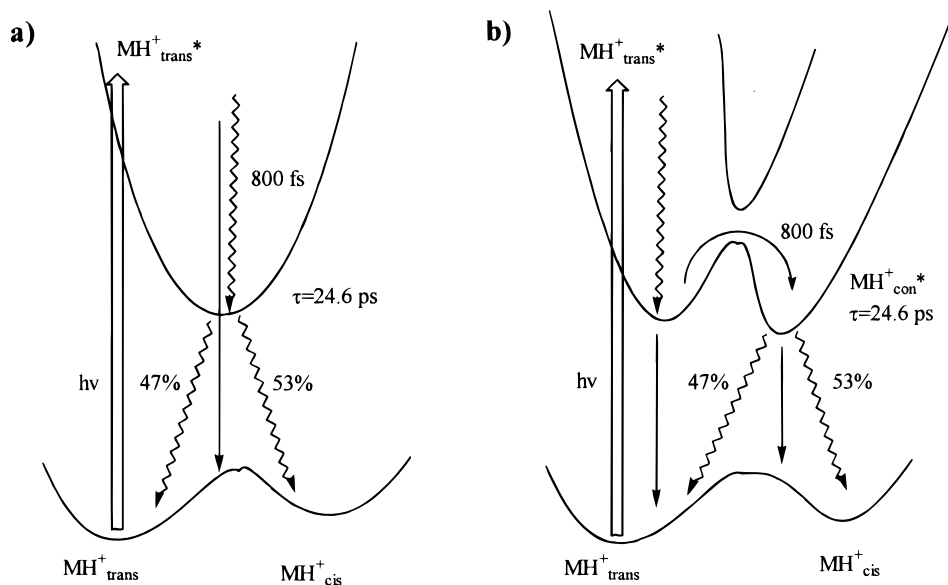 a)
MH⁺trans*
800 fs
τ=24.6 ps
hν
47%
53%
MH⁺trans
MH⁺cis
b)
MH⁺trans*
800 fs
MH⁺con*
τ=24.6 ps
hν
47%
53%
MH⁺trans
MH⁺cis